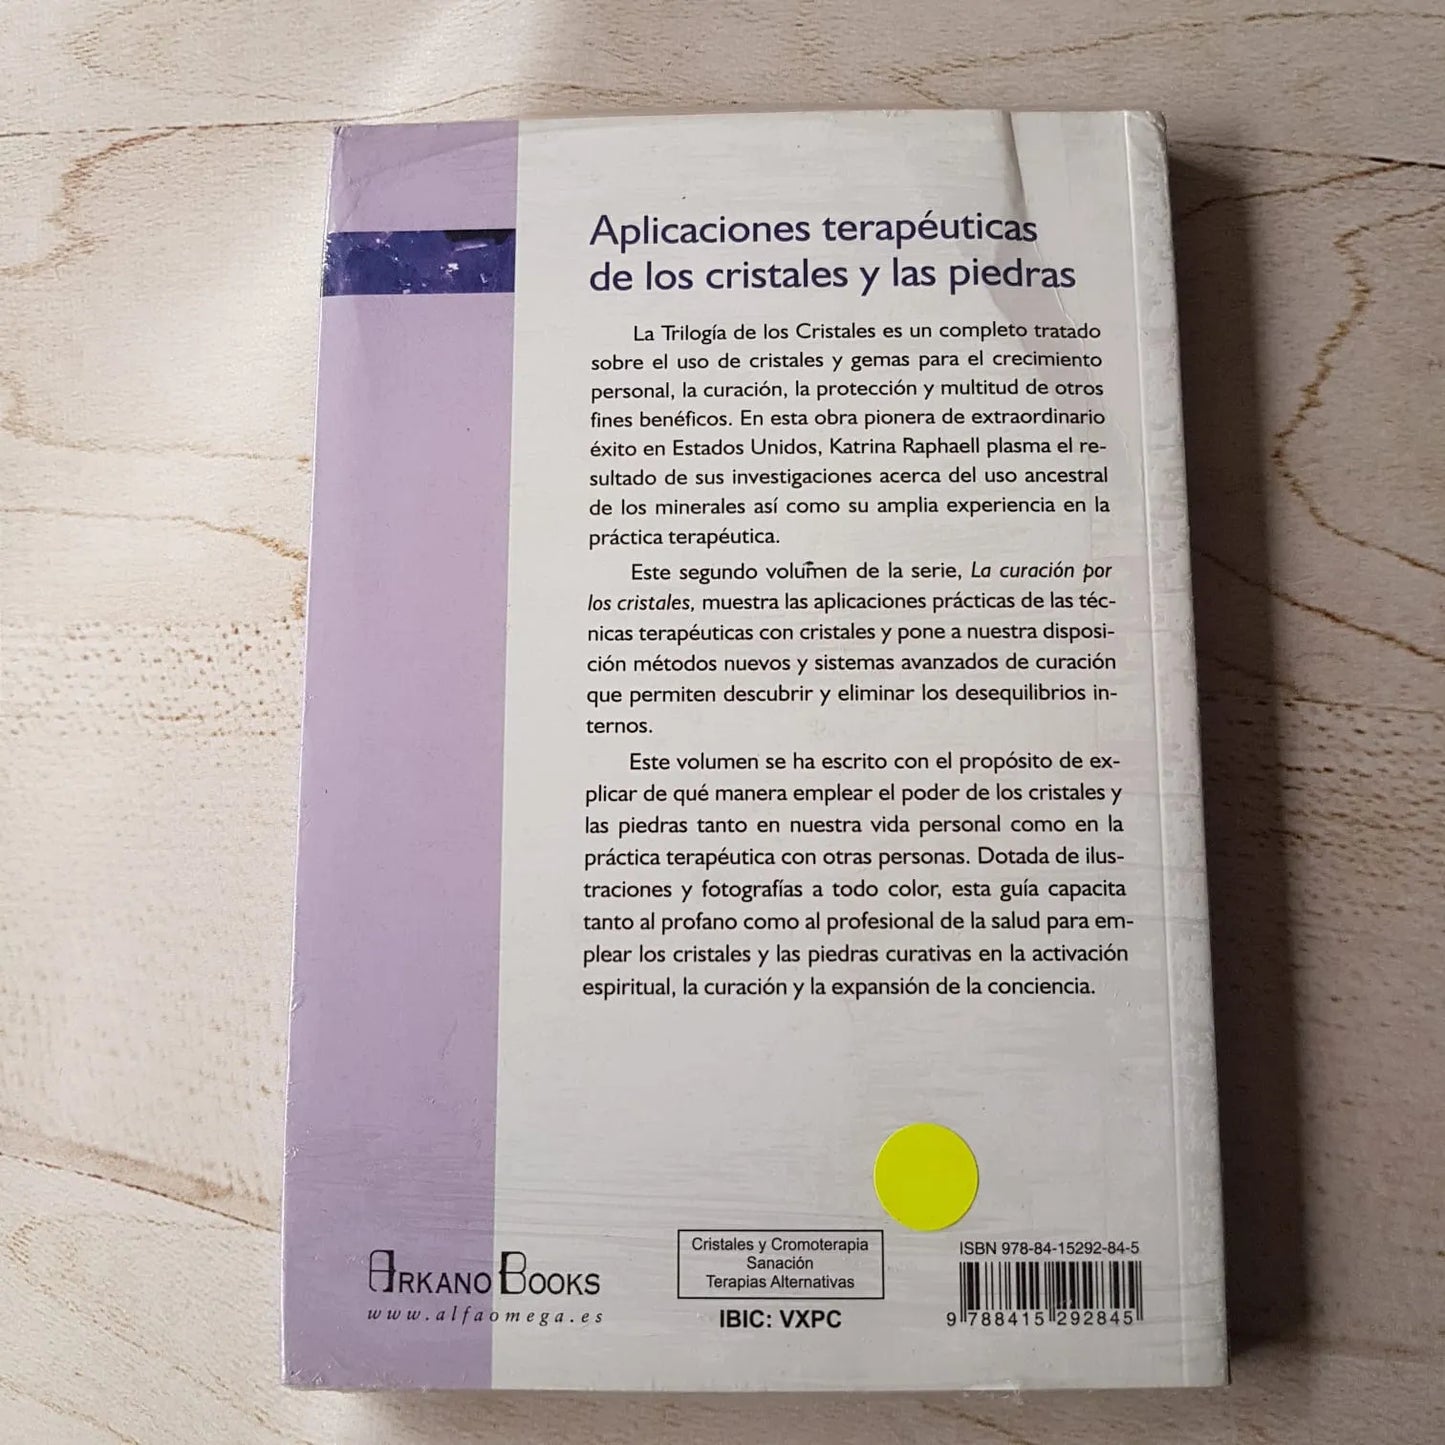 Aplicaciones terapéuticas
de los cristales y las piedras
La Trilogía de los Cristales es un completo tratado
sobre el uso de cristales y gemas para el crecimiento
personal, la curación, la protección y multitud de otros
fines benéficos. En esta obra pionera de extraordinario
éxito en Estados Unidos, Katrina Raphaell plasma el re-
sultado de sus investigaciones acerca del uso ancestral
de los minerales así como su amplia experiencia en la
práctica terapéutica.
Este segundo volumen de la serie, La curación por
los cristales, muestra las aplicaciones prácticas de las téc-
nicas terapéuticas con cristales y pone a nuestra disposi-
ción métodos nuevos y sistemas avanzados de curación
que permiten descubrir y eliminar los desequilibrios in-
ternos.
Este volumen se ha escrito con el propósito de ex-
plicar de qué manera emplear el poder de los cristales y
las piedras tanto en nuestra vida personal como en la
práctica terapéutica con otras personas. Dotada de ilus-
traciones y fotografías a todo color, esta guía capacita
tanto al profano como al profesional de la salud para em-
plear los cristales y las piedras curativas en la activación
espiritual, la curación y la expansión de la conciencia.
ARKANO BOOKS
www.alfaomega.es
Cristales y Cromoterapia
Sanación
Terapias Alternativas
IBIC: VXPC
ISBN 978-84-15292-84-5
9 788415 292845